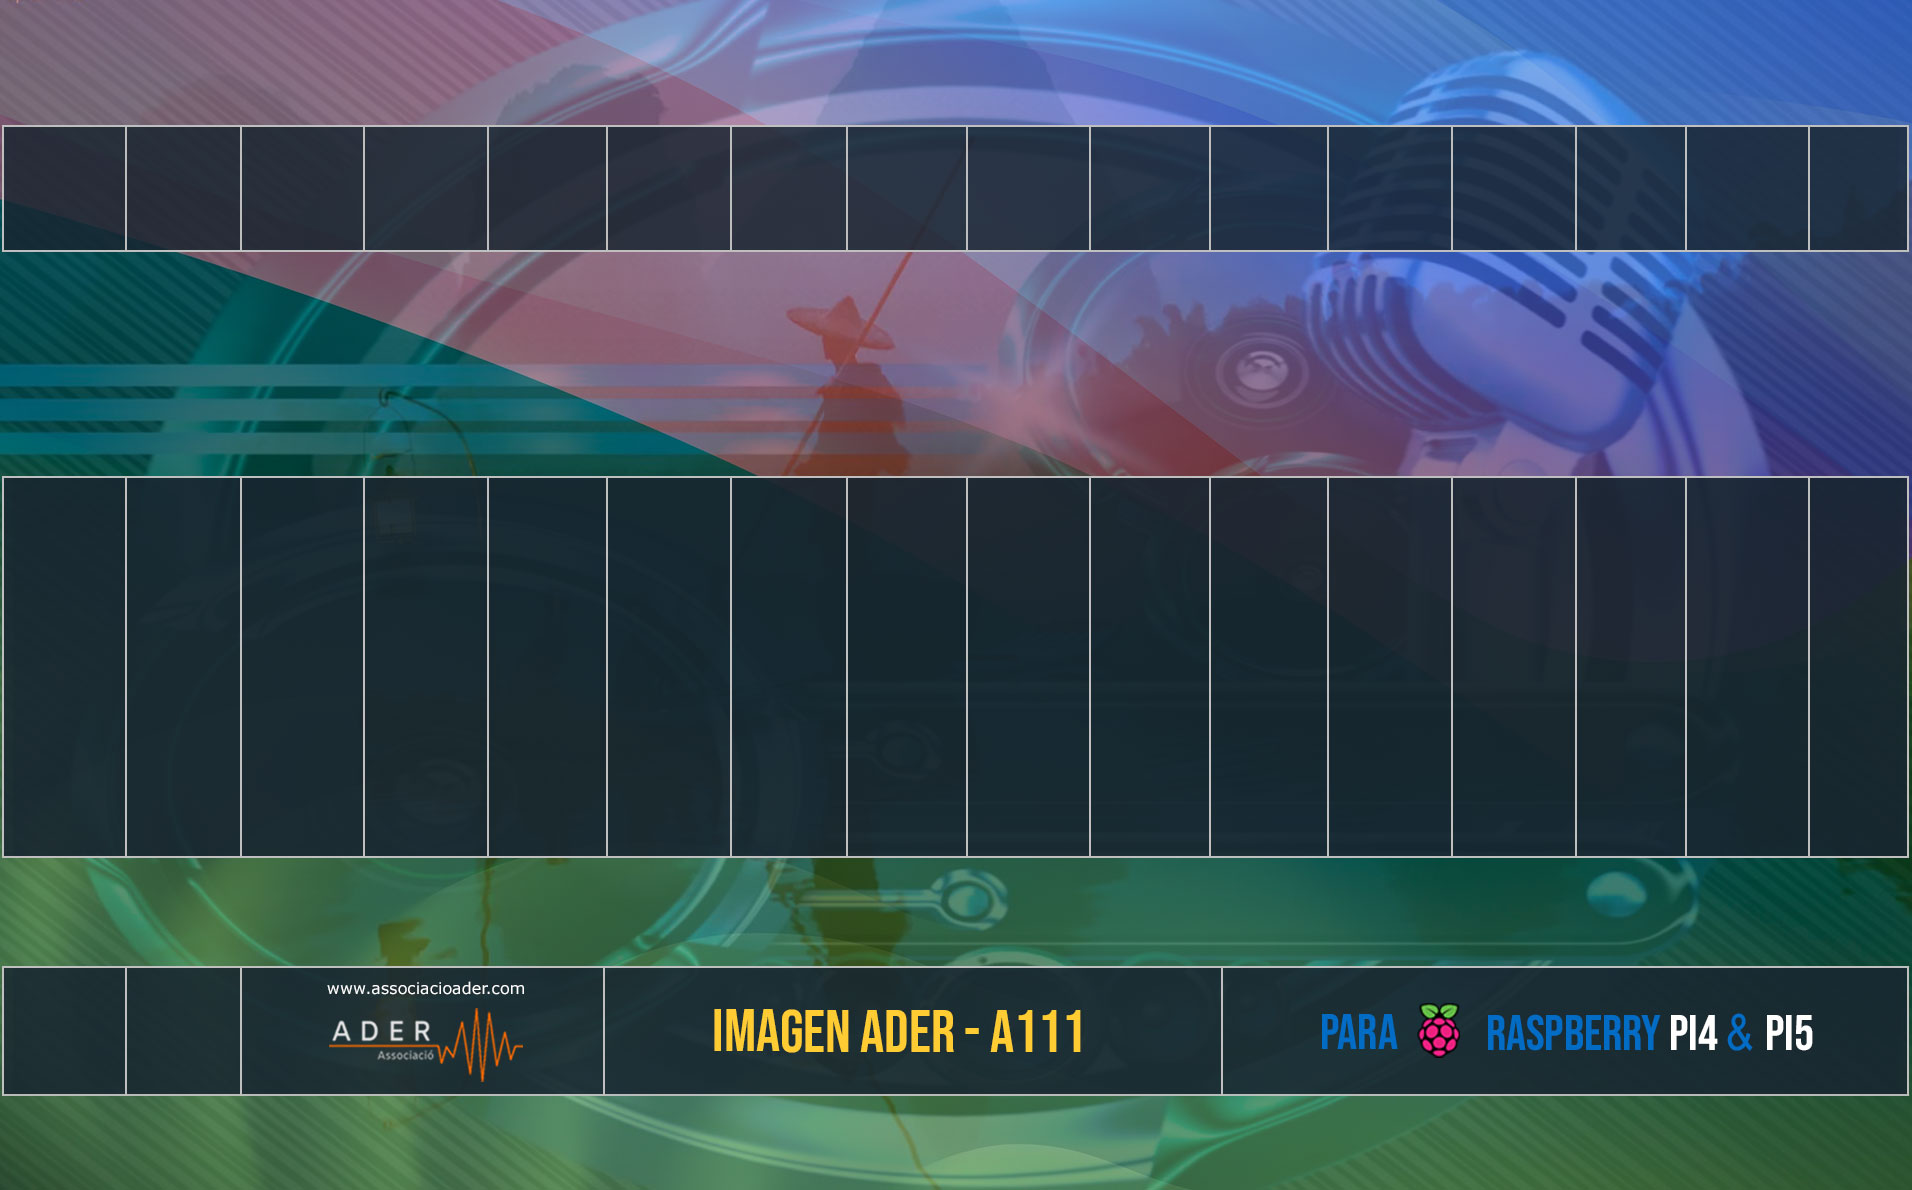 www.associacioader.com
ADER
Associació
IMAGEN ADER - A111
PARA RASPBERRY PI4 & PI5